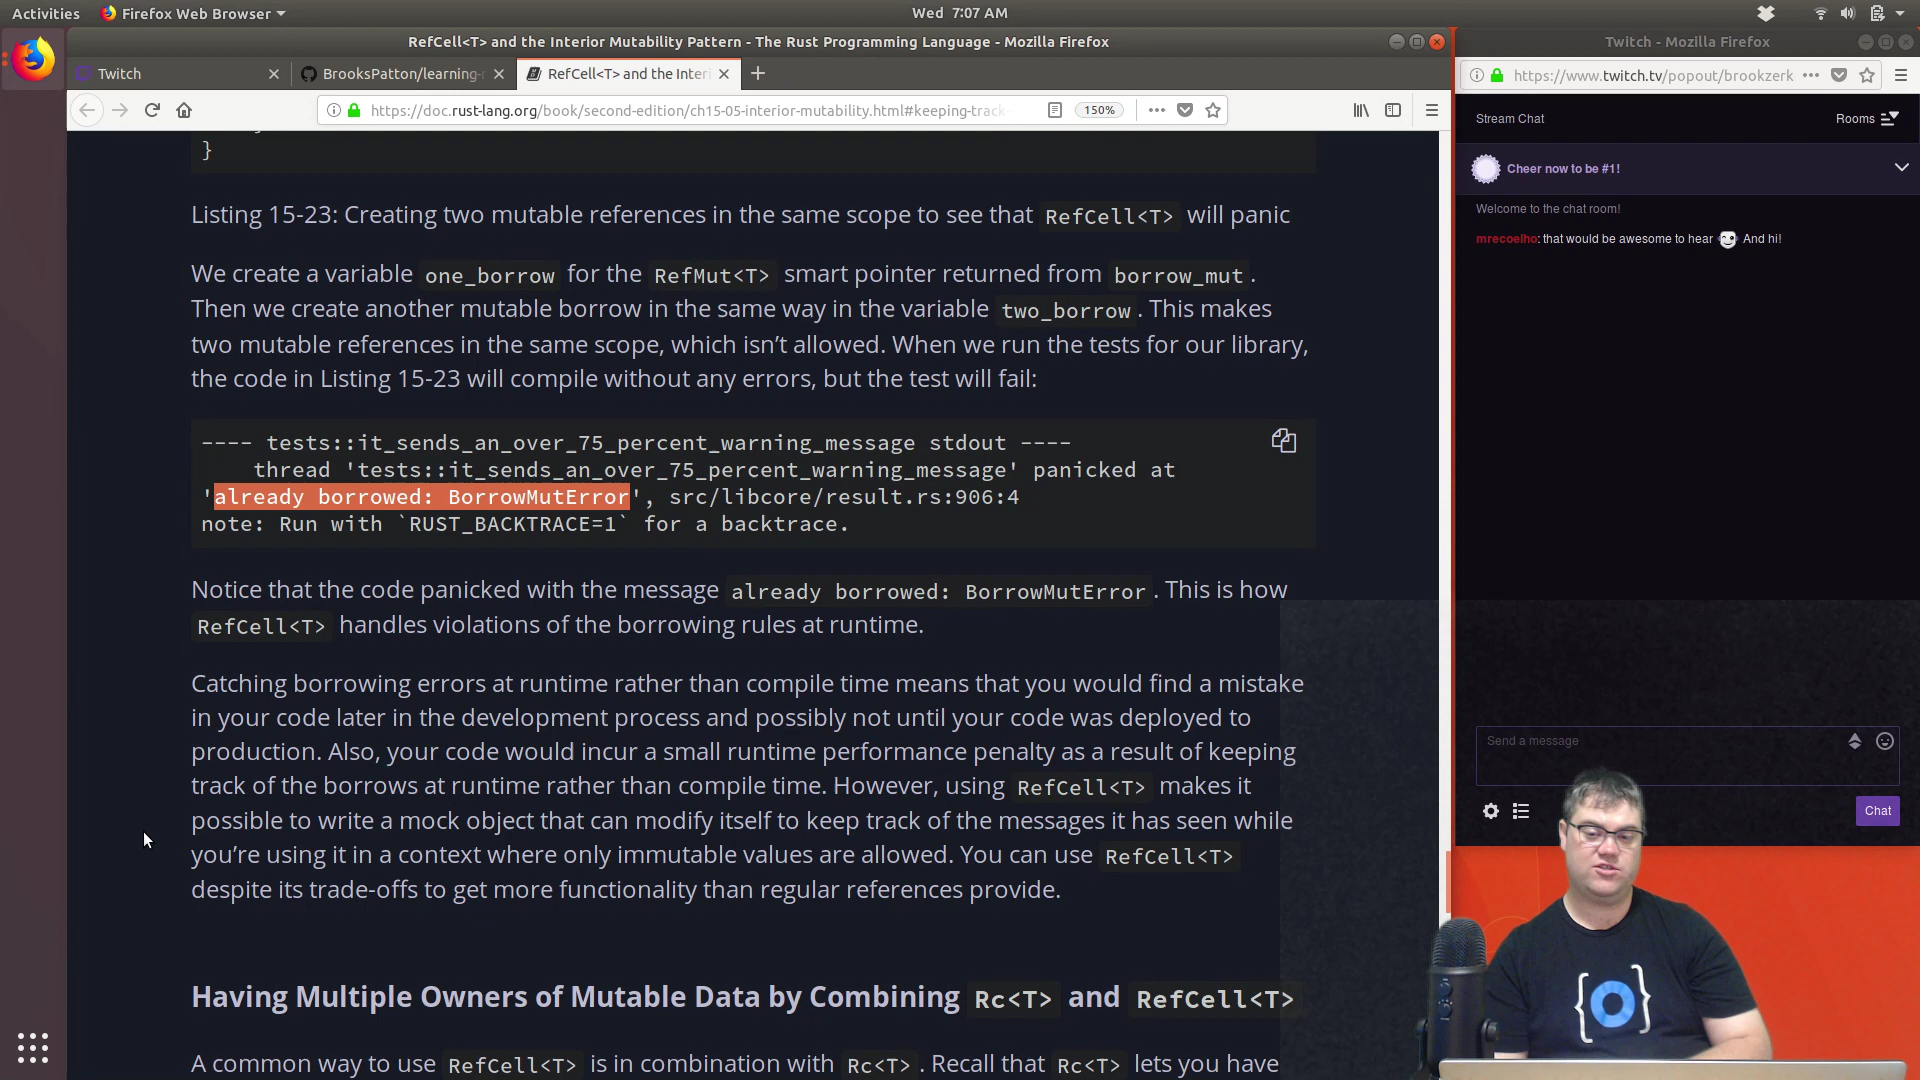 Activities Firefox Web Browser Wed 7:07 AM
RefCell<T> and the Interior Mutability Pattern - The Rust Programming Language - Mozilla Firefox
Twitch - Mozilla Firefox
Twitch BrooksPatton/learning-r RefCell<T> and the Interi
https://doc.rust-lang.org/book/second-edition/ch15-05-interior-mutability.html#keeping-track- 150%
https://www.twitch.tv/popout/brookzerk
Stream Chat Rooms
Cheer now to be #1!
Welcome to the chat room!
mrecoelho: that would be awesome to hear And hi!
Send a message
Chat
}
Listing 15-23: Creating two mutable references in the same scope to see that RefCell<T> will panic
We create a variable one_borrow for the RefMut<T> smart pointer returned from borrow_mut.
Then we create another mutable borrow in the same way in the variable two_borrow. This makes
two mutable references in the same scope, which isn’t allowed. When we run the tests for our library,
the code in Listing 15-23 will compile without any errors, but the test will fail:
---- tests::it_sends_an_over_75_percent_warning_message stdout ----
thread 'tests::it_sends_an_over_75_percent_warning_message' panicked at
'already borrowed: BorrowMutError', src/libcore/result.rs:906:4
note: Run with `RUST_BACKTRACE=1` for a backtrace.
Notice that the code panicked with the message already borrowed: BorrowMutError. This is how
RefCell<T> handles violations of the borrowing rules at runtime.
Catching borrowing errors at runtime rather than compile time means that you would find a mistake
in your code later in the development process and possibly not until your code was deployed to
production. Also, your code would incur a small runtime performance penalty as a result of keeping
track of the borrows at runtime rather than compile time. However, using RefCell<T> makes it
possible to write a mock object that can modify itself to keep track of the messages it has seen while
you’re using it in a context where only immutable values are allowed. You can use RefCell<T>
despite its trade-offs to get more functionality than regular references provide.
Having Multiple Owners of Mutable Data by Combining Rc<T> and RefCell<T>
A common way to use RefCell<T> is in combination with Rc<T>. Recall that Rc<T> lets you have